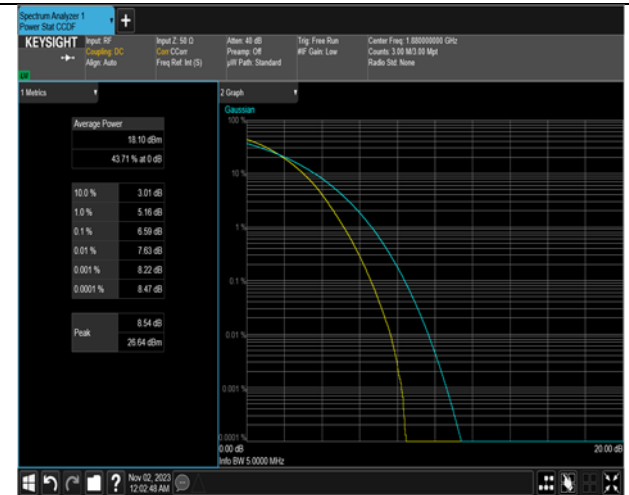 Spectrum Analyzer 1
Power Stat CCDF
+
KEYSIGHT
Input: RF
Coupling: DC
Align: Auto
Input Z: 50 Ω
Corr CCorr
Freq Ref: Int (S)
Atten: 40 dB
Preamp: Off
µW Path: Standard
Trig: Free Run
#IF Gain: Low
Center Freq: 1.880000000 GHz
Counts: 3.00 M/3.00 Mpt
Radio Std: None
1 Metrics
Average Power
18.10 dBm
43.71 % at 0 dB
10.0 % 3.01 dB
1.0 % 5.16 dB
0.1 % 6.59 dB
0.01 % 7.63 dB
0.001 % 8.22 dB
0.0001 % 8.47 dB
Peak
8.54 dB
26.64 dBm
2 Graph
Gaussian
100 %
10 %
1 %
0.1 %
0.01 %
0.001 %
0.0001 %
0.00 dB
20.00 dB
Info BW 5.0000 MHz
?
Nov 02, 2023
12:02:48 AM